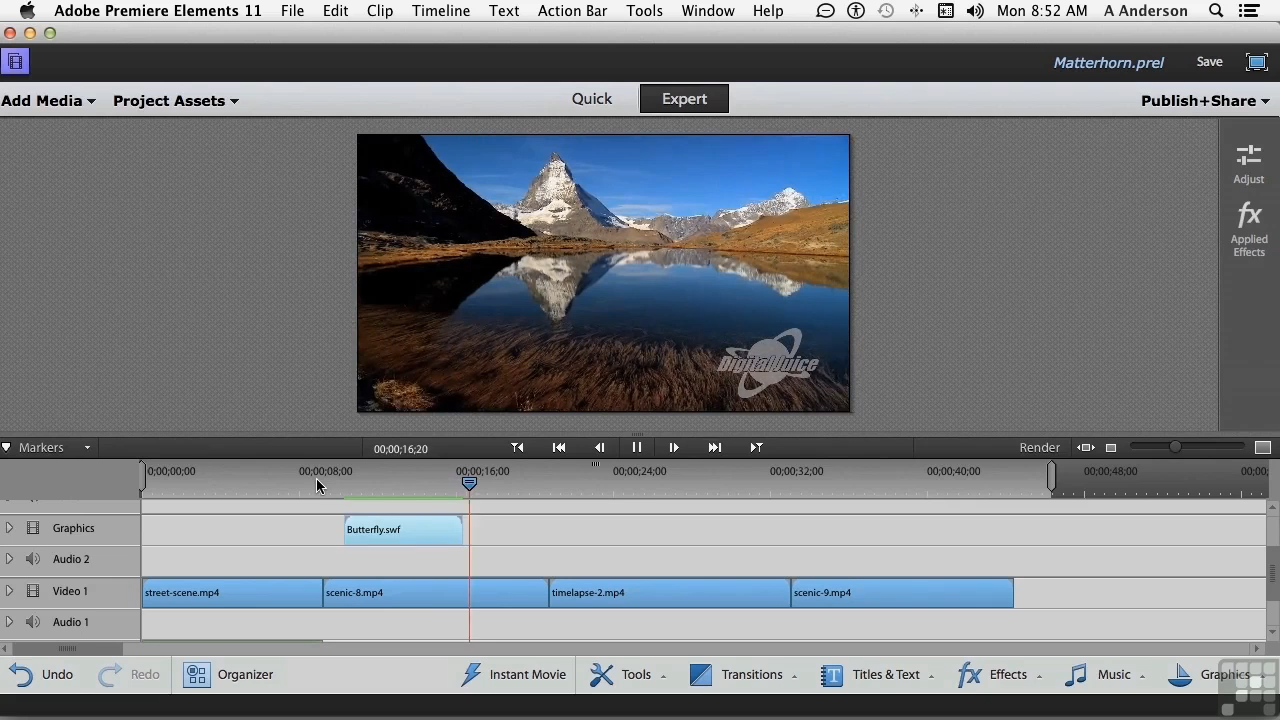 Adobe Premiere Elements 11 File Edit Clip Timeline Text Action Bar Tools Window Help Mon 8:52 AM A Anderson
Matterhorn.prel Save
Add Media Project Assets Quick Expert Publish+Share
Adjust
fx
Applied
Effects
DigitalJuice
Markers 00;00;16;20 Render
0;00;00;00 00;00;08;00 00;00;16;00 00;00;24;00 00;00;32;00 00;00;40;00 00;00;48;00 00;00;
Graphics Butterfly.swf
Audio 2
Video 1 street-scene.mp4 scenic-8.mp4 timelapse-2.mp4 scenic-9.mp4
Audio 1
Undo Redo Organizer Instant Movie Tools Transitions T Titles & Text fx Effects Music Graphics